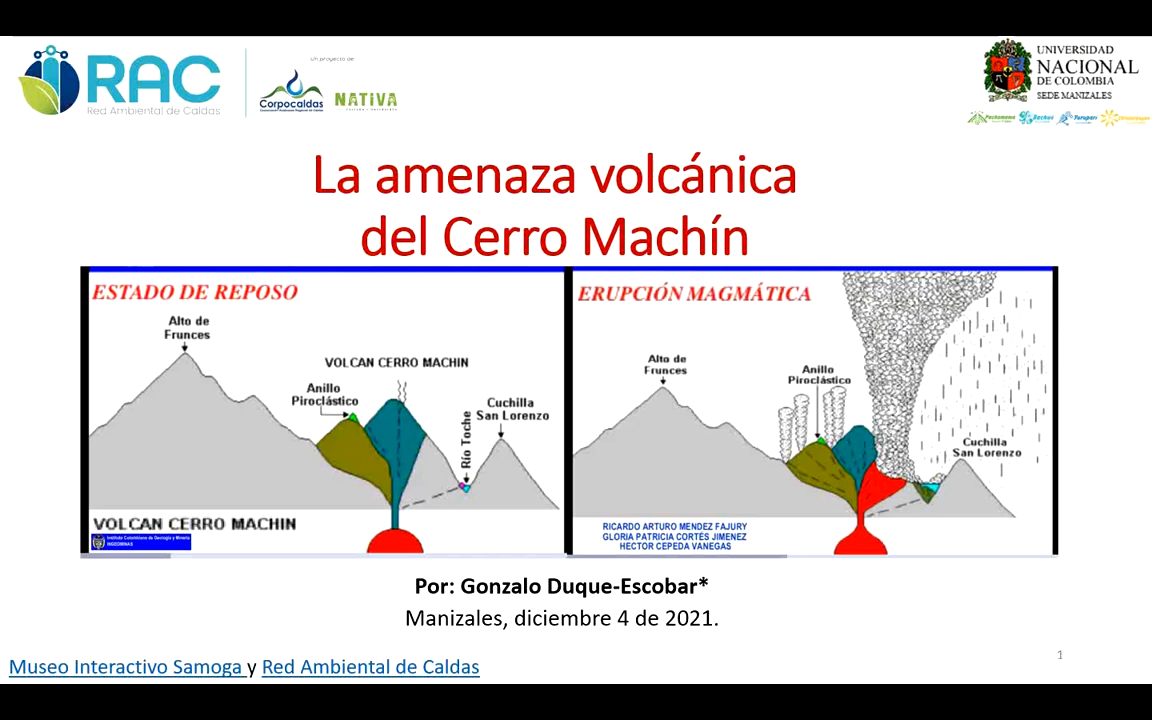 RAC
Red Ambiental de Caldas
Un proyecto de
Corpocaldas
NATIVA
UNIVERSIDAD
NACIONAL
DE COLOMBIA
SEDE MANIZALES
La amenaza volcánica
del Cerro Machín
ESTADO DE REPOSO
Alto de
Frunces
VOLCAN CERRO MACHIN
Anillo
Piroclástico
Río Toche
Cuchilla
San Lorenzo
VOLCAN CERRO MACHIN
Instituto Colombiano de Geología y Minería
INGEOMINAS
ERUPCIÓN MAGMÁTICA
Alto de
Frunces
Anillo
Piroclástico
Cuchilla
San Lorenzo
RICARDO ARTURO MENDEZ FAJURY
GLORIA PATRICIA CORTÉS JIMENEZ
HECTOR CEPEDA VANEGAS
Por: Gonzalo Duque-Escobar*
Manizales, diciembre 4 de 2021.
Museo Interactivo Samoga y Red Ambiental de Caldas
1